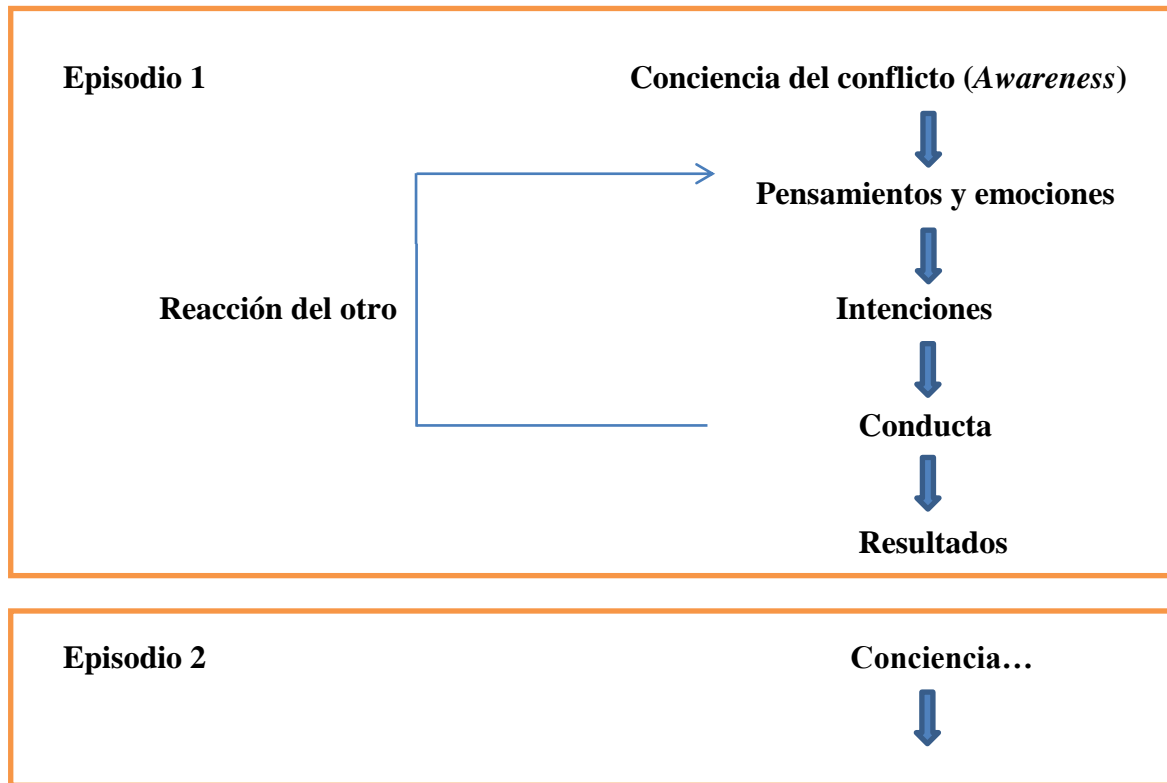 Episodio 1
Conciencia del conflicto (Awareness)
Pensamientos y emociones
Reacción del otro
Intenciones
Conducta
Resultados
Episodio 2
Conciencia…